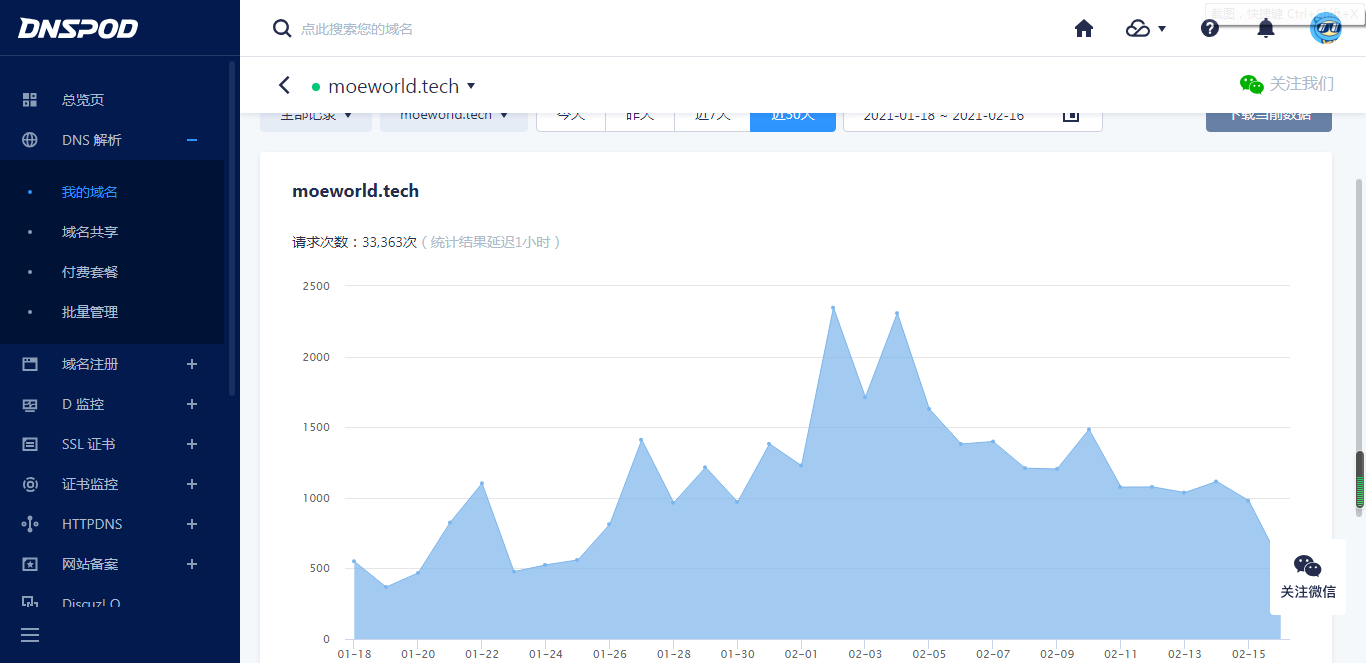 DNSPOD
点此搜索您的域名
截图，快捷键 Ctrl+Shift+X
总览页
DNS 解析
我的域名
域名共享
付费套餐
批量管理
域名注册
D 监控
SSL 证书
证书监控
HTTPDNS
网站备案
Discuz! Q
moeworld.tech
关注我们
全部记录
moeworld.tech
今天
昨天
近7天
近30天
2021-01-18 ~ 2021-02-16
下载当前数据
moeworld.tech
请求次数：33,363次（统计结果延迟1小时）
2500
2000
1500
1000
500
0
01-18
01-20
01-22
01-24
01-26
01-28
01-30
02-01
02-03
02-05
02-07
02-09
02-11
02-13
02-15
关注微信